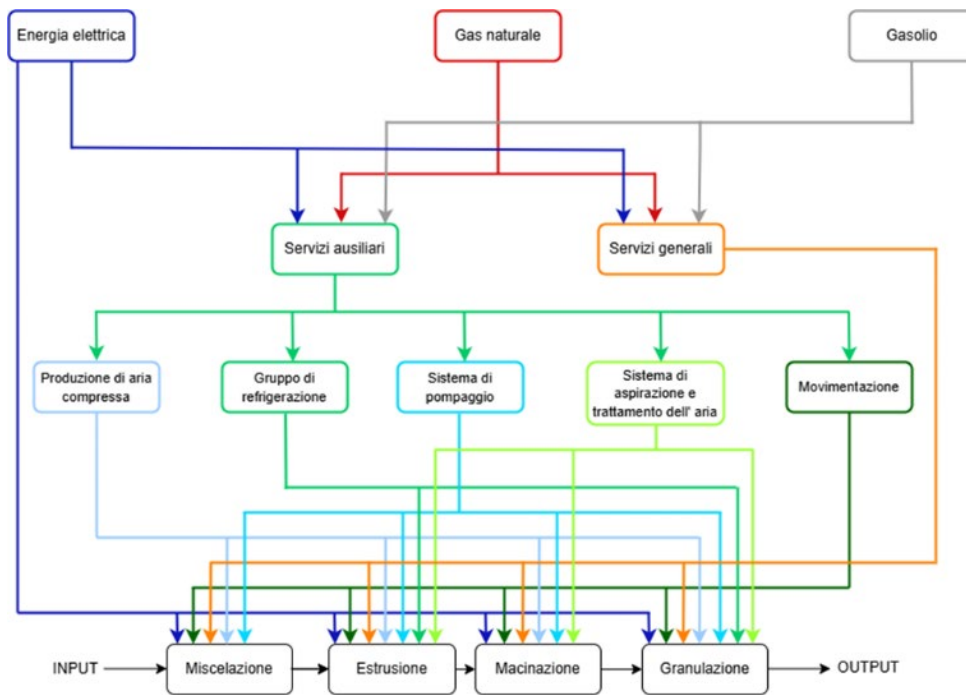 Energia elettrica
Gas naturale
Gasolio
Servizi ausiliari
Servizi generali
Produzione di aria
compressa
Gruppo di
refrigerazione
Sistema di
pompaggio
Sistema di
aspirazione e
trattamento dell' aria
Movimentazione
INPUT
Miscelazione
Estrusione
Macinazione
Granulazione
OUTPUT